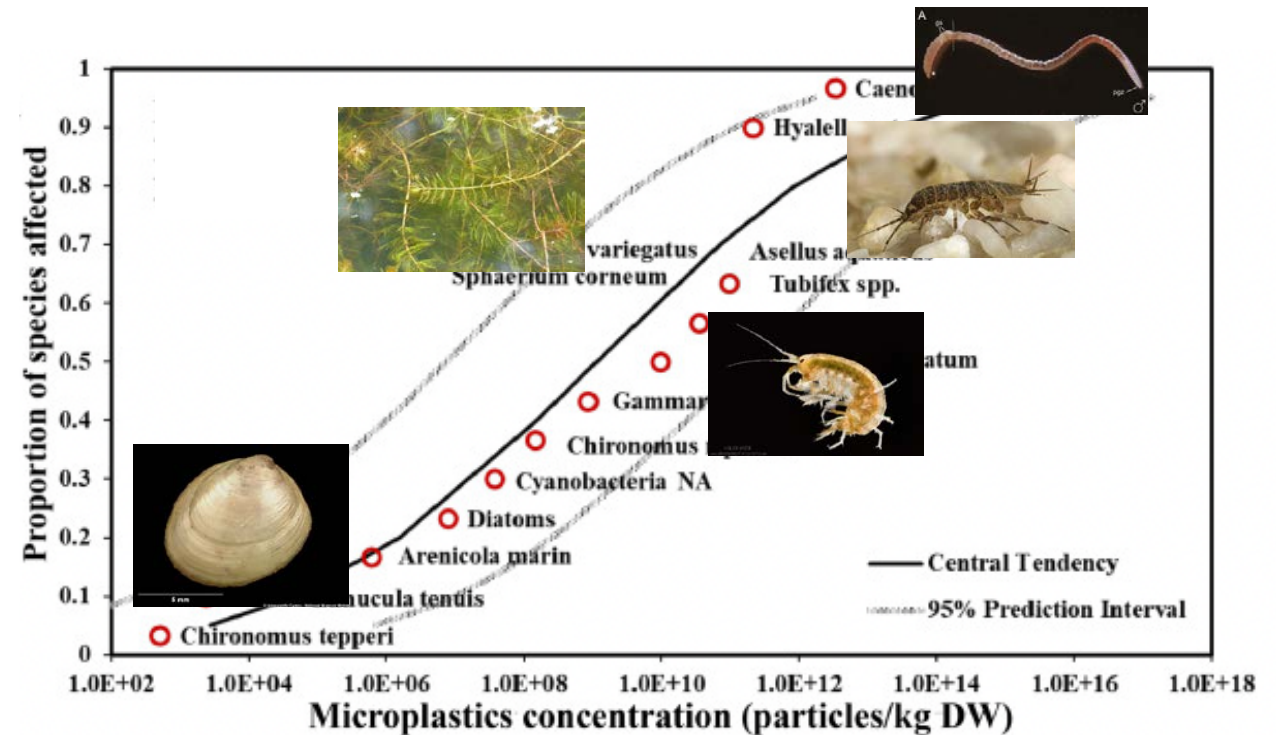 A
1
Caeno
0.9
Hyalell
0.8
0.7
variegatus
Asellus aquaticus
Sphaerium corneum
Tubifex spp.
0.6
0.5
atum
0.4
Gammar
Chironomus
0.3
Cyanobacteria NA
Diatoms
0.2
Arenicola marin
Central Tendency
0.1
nucula tenuis
95% Prediction Interval
Chironomus tepperi
0
Proportion of species affected
1.0E+02 1.0E+04 1.0E+06 1.0E+08 1.0E+10 1.0E+12 1.0E+14 1.0E+16 1.0E+18
Microplastics concentration (particles/kg DW)